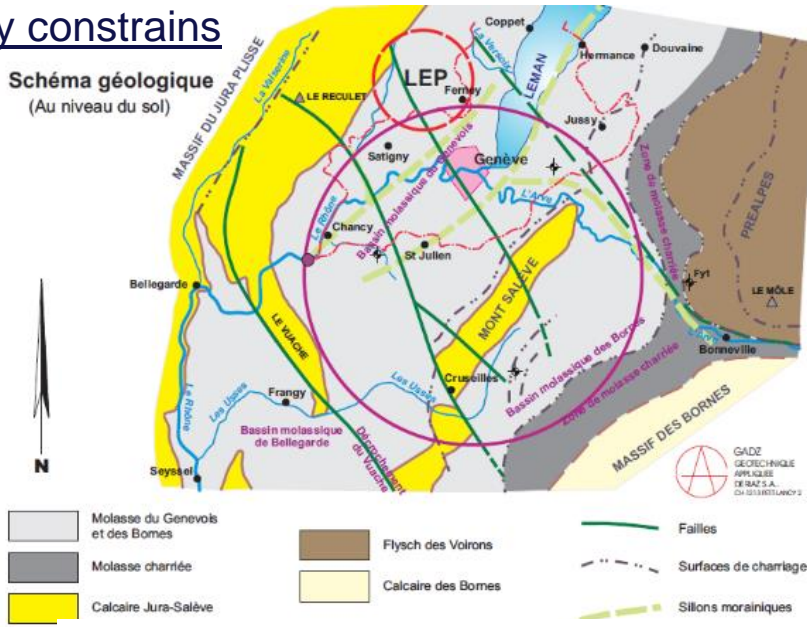 y constrains
Schéma géologique
(Au niveau du sol)
MASSIF DU JURA PLISSE
La Valserine
LE RECULET
LEP
Ferney
La Versoix
Coppet
LEMAN
Hermance
Douvaine
Jussy
Satigny
Genève
Bassin molassique du Genevois
Le Rhône
Chancy
St Julien
L'Arve
Zone de molasse charriée
PREALPES
LE MÔLE
Fyt
Bonneville
Bellegarde
LE VUACHE
MONT SALÈVE
Cruseilles
Les Usses
Les Usses
Frangy
Le Rhône
Seyssel
Bassin molassique
de Bellegarde
Décrochement
du Vuache
Bassin molassique des Bornes
Zone de molasse charriée
MASSIF DES BORNES
N
GADZ
GEOTECHNIQUE
APPLIQUEE
DERIAZ S.A.
Molasse du Genevois
et des Bornes
Molasse charriée
Calcaire Jura-Salève
Flysch des Voirons
Calcaire des Bornes
Failles
Surfaces de charriage
Sillons morainiques